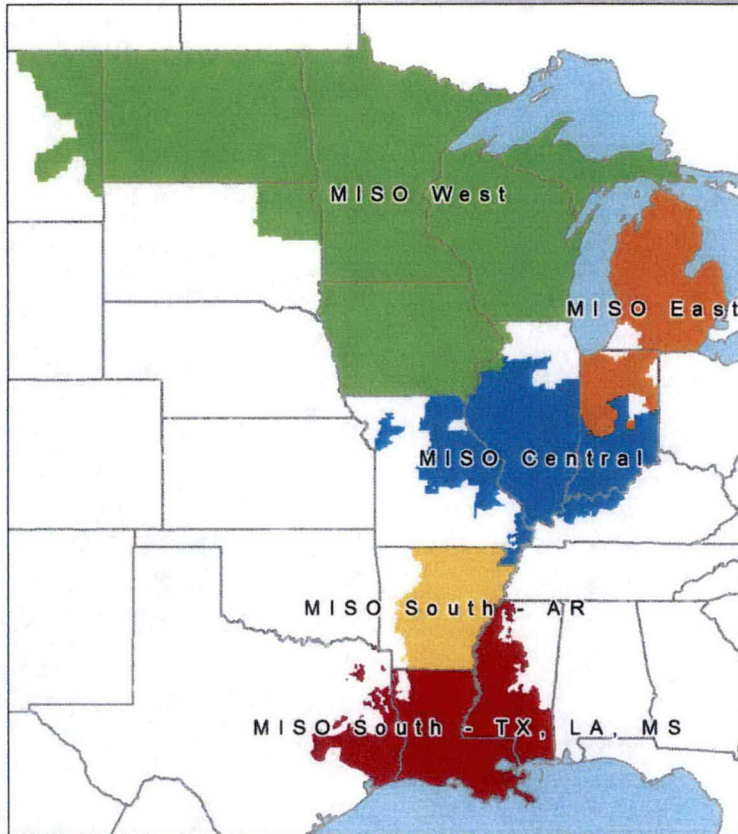 MISO West
MISO East
MISO Central
MISO South - AR
MISO South - TX, LA, MS